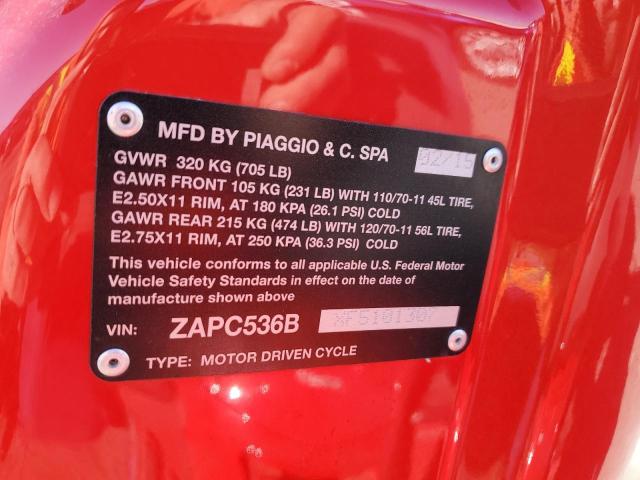 MFD BY PIAGGIO & C. SPA 02/15
GVWR 320 KG (705 LB)
GAWR FRONT 105 KG (231 LB) WITH 110/70-11 45L TIRE,
E2.50X11 RIM, AT 180 KPA (26.1 PSI) COLD
GAWR REAR 215 KG (474 LB) WITH 120/70-11 56L TIRE,
E2.75X11 RIM, AT 250 KPA (36.3 PSI) COLD
This vehicle conforms to all applicable U.S. Federal Motor
Vehicle Safety Standards in effect on the date of
manufacture shown above
VIN: ZAPC536B XF5101307
TYPE: MOTOR DRIVEN CYCLE